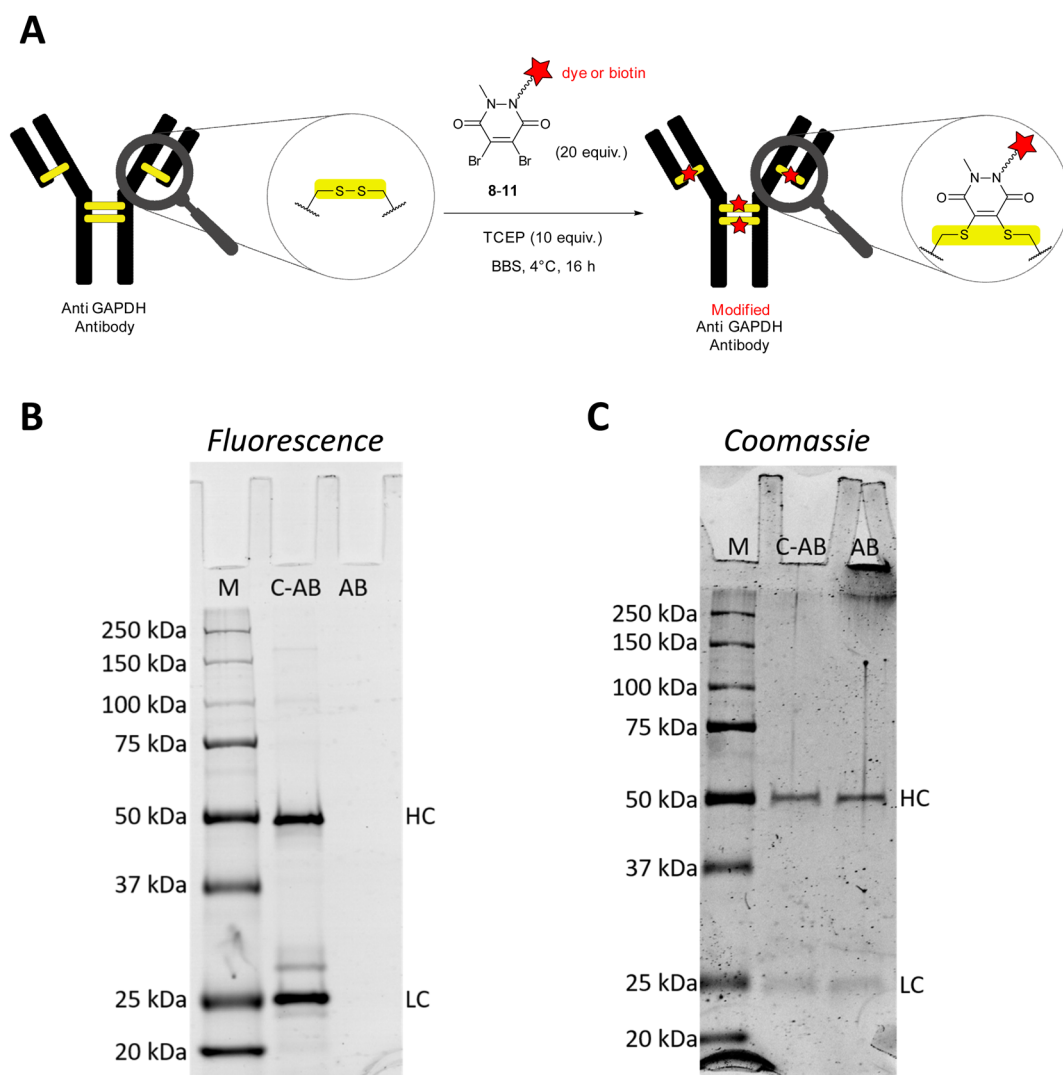 A
dye or biotin
N N
O O
Br Br
(20 equiv.)
8-11
S-S
TCEP (10 equiv.)
BBS, 4°C, 16 h
N N
O O
S S
Anti GAPDH
Antibody
Modified
Anti GAPDH
Antibody
B
Fluorescence
M C-AB AB
250 kDa
150 kDa
100 kDa
75 kDa
50 kDa HC
37 kDa
25 kDa LC
20 kDa
C
Coomassie
M C-AB AB
250 kDa
150 kDa
100 kDa
75 kDa
50 kDa HC
37 kDa
25 kDa LC
20 kDa